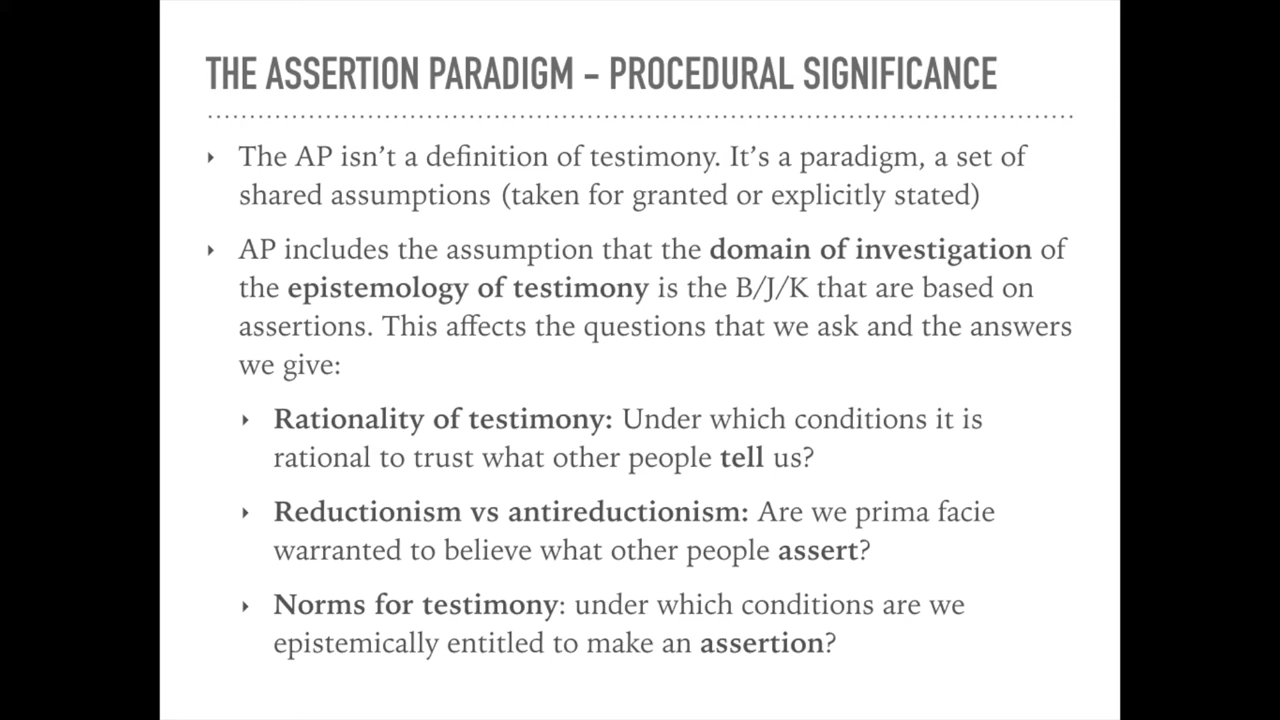 THE ASSERTION PARADIGM – PROCEDURAL SIGNIFICANCE
The AP isn’t a definition of testimony. It’s a paradigm, a set of
shared assumptions (taken for granted or explicitly stated)
AP includes the assumption that the domain of investigation of
the epistemology of testimony is the B/J/K that are based on
assertions. This affects the questions that we ask and the answers
we give:
Rationality of testimony: Under which conditions it is
rational to trust what other people tell us?
Reductionism vs antireductionism: Are we prima facie
warranted to believe what other people assert?
Norms for testimony: under which conditions are we
epistemically entitled to make an assertion?